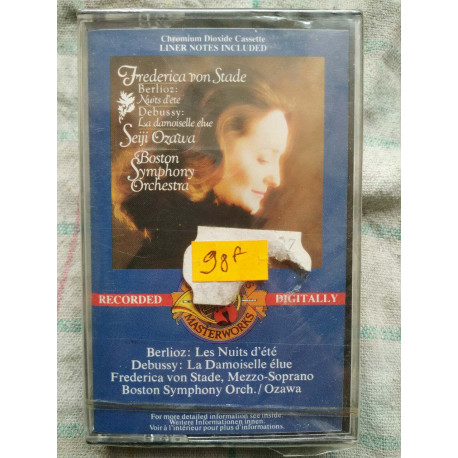 Chromium Dioxide Cassette
LINER NOTES INCLUDED
Frederica von Stade
Berlioz:
Nuits d'été
Debussy:
La damoiselle élue
Seiji Ozawa
Boston
Symphony
Orchestra
98F
RECORDED DIGITALLY
MASTERWORKS
Berlioz: Les Nuits d'été
Debussy: La Damoiselle élue
Frederica von Stade, Mezzo-Soprano
Boston Symphony Orch./Ozawa
For more detailed information see inside.
Weitere Informationen innen.
Voir à l'intérieur pour plus d'informations.